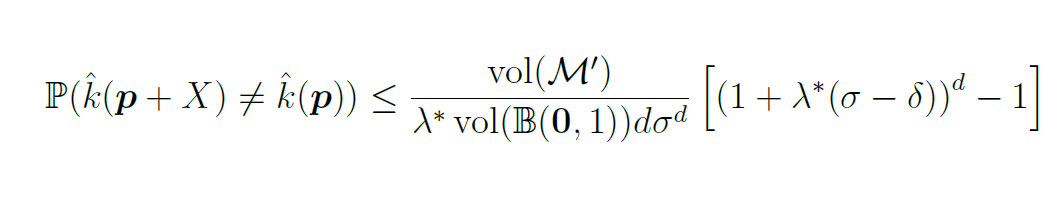 ℙ(k̂(𝒑 + X) ≠ k̂(𝒑)) ≤ vol(ℳ′) / (λ* vol(𝔹(𝟎, 1))dσ^d) [(1 + λ*(σ − δ))^d − 1]